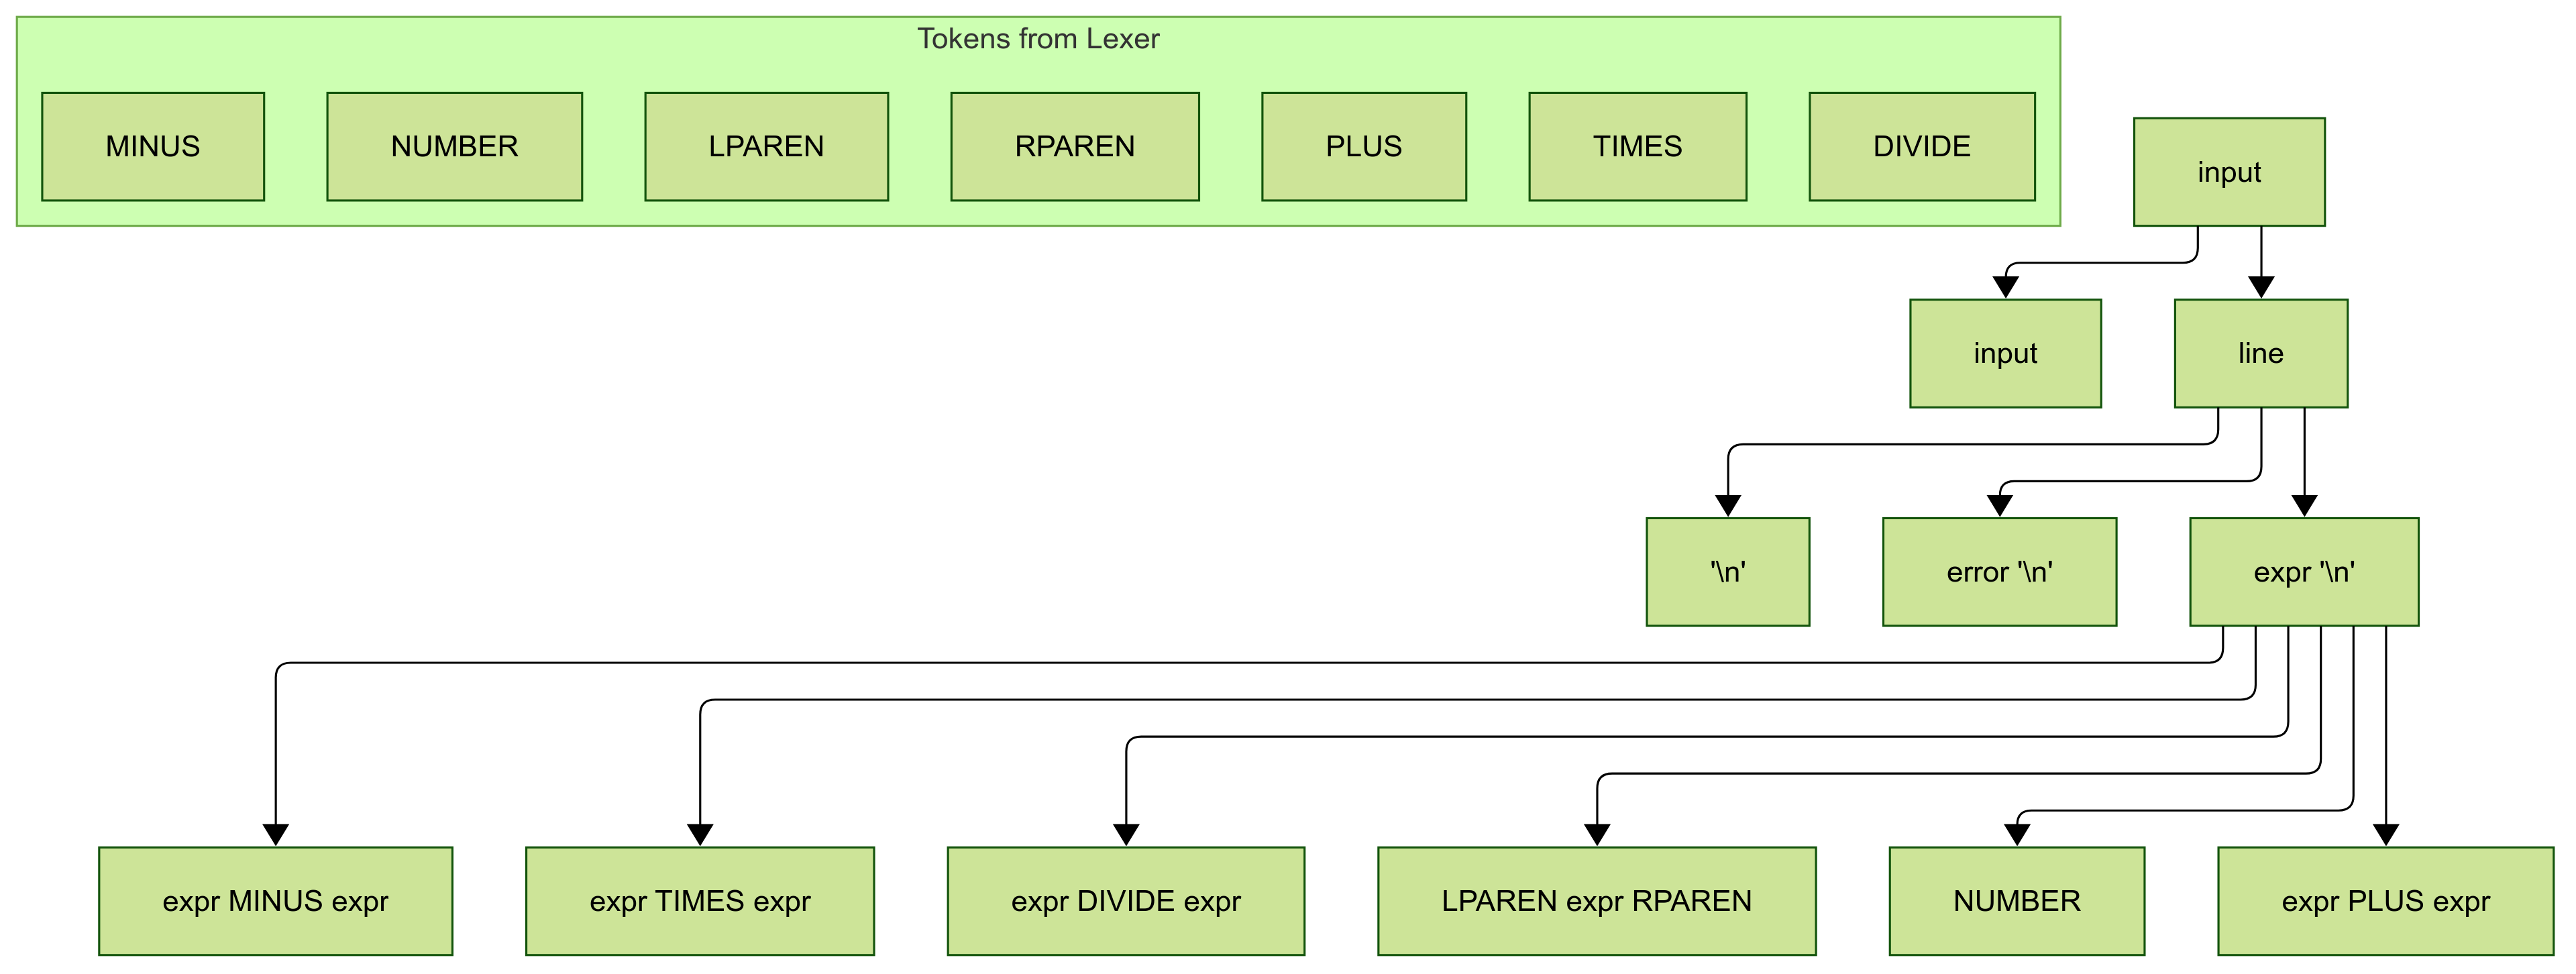 Tokens from Lexer
MINUS
NUMBER
LPAREN
RPAREN
PLUS
TIMES
DIVIDE
input
input
line
'\n'
error '\n'
expr '\n'
expr MINUS expr
expr TIMES expr
expr DIVIDE expr
LPAREN expr RPAREN
NUMBER
expr PLUS expr